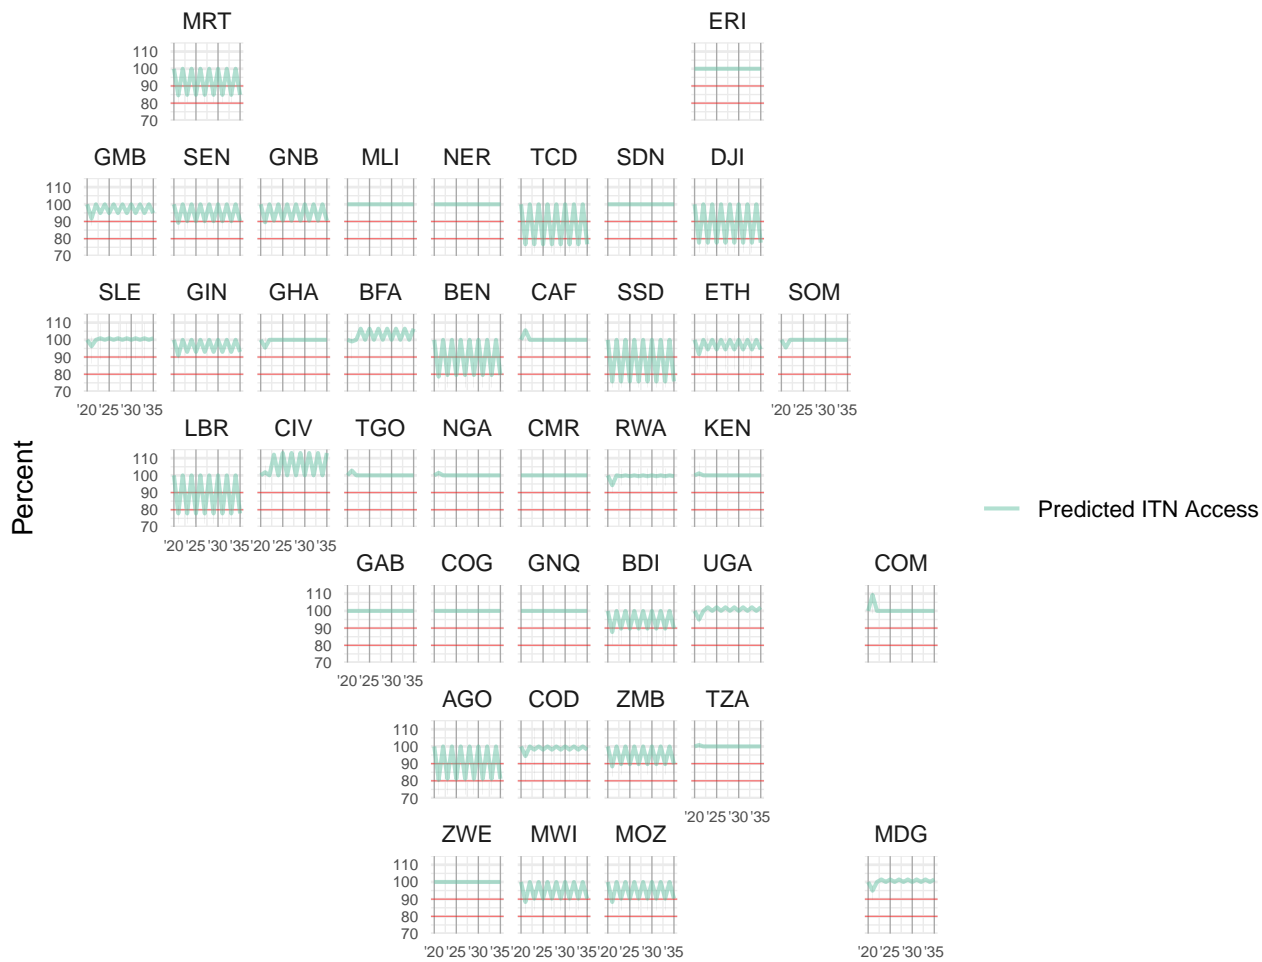 MRT ERI
110
100
90
80
70
GMB SEN GNB MLI NER TCD SDN DJI
110
100
90
80
70
SLE GIN GHA BFA BEN CAF SSD ETH SOM
110
100
90
80
70
'20 '25 '30 '35 '20 '25 '30 '35
LBR CIV TGO NGA CMR RWA KEN
110
100
90
80
70
'20 '25 '30 '35 '20 '25 '30 '35
Percent
Predicted ITN Access
GAB COG GNQ BDI UGA COM
110
100
90
80
70
'20 '25 '30 '35
AGO COD ZMB TZA
110
100
90
80
70
'20 '25 '30 '35
ZWE MWI MOZ MDG
110
100
90
80
70
'20 '25 '30 '35 '20 '25 '30 '35 '20 '25 '30 '35 '20 '25 '30 '35